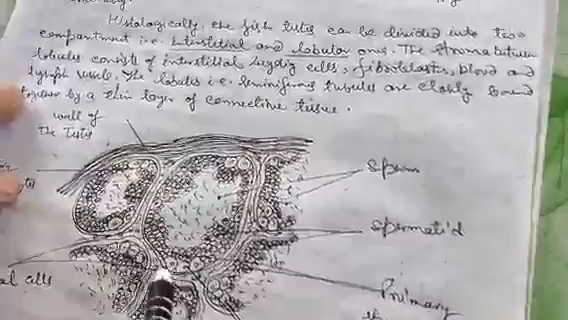 Histologically, the fish testis can be divided into two
compartment i.e. interstitial and lobular ones. The stroma between
lobules consists of interstitial leydig cells, fibroblasts, blood and
lymph vessels. The lobules i.e. seminiferous tubules are closely bound
together by a thin layer of connective tissue.
wall of
the Testis
Sperm
Spermatid
Primary
al cells